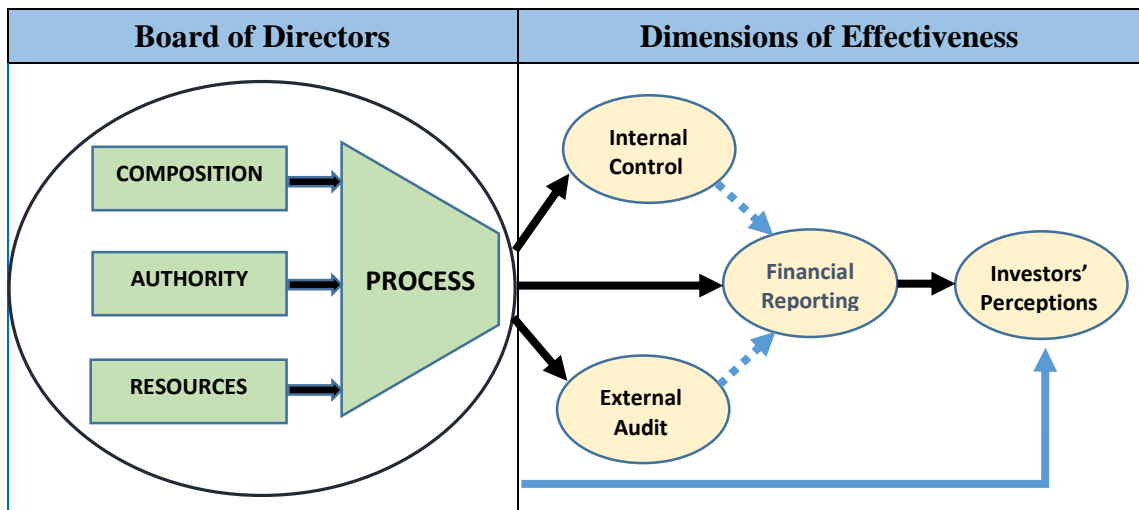 Board of Directors
Dimensions of Effectiveness
COMPOSITION
AUTHORITY
RESOURCES
PROCESS
Internal
Control
Financial
Reporting
External
Audit
Investors’
Perceptions